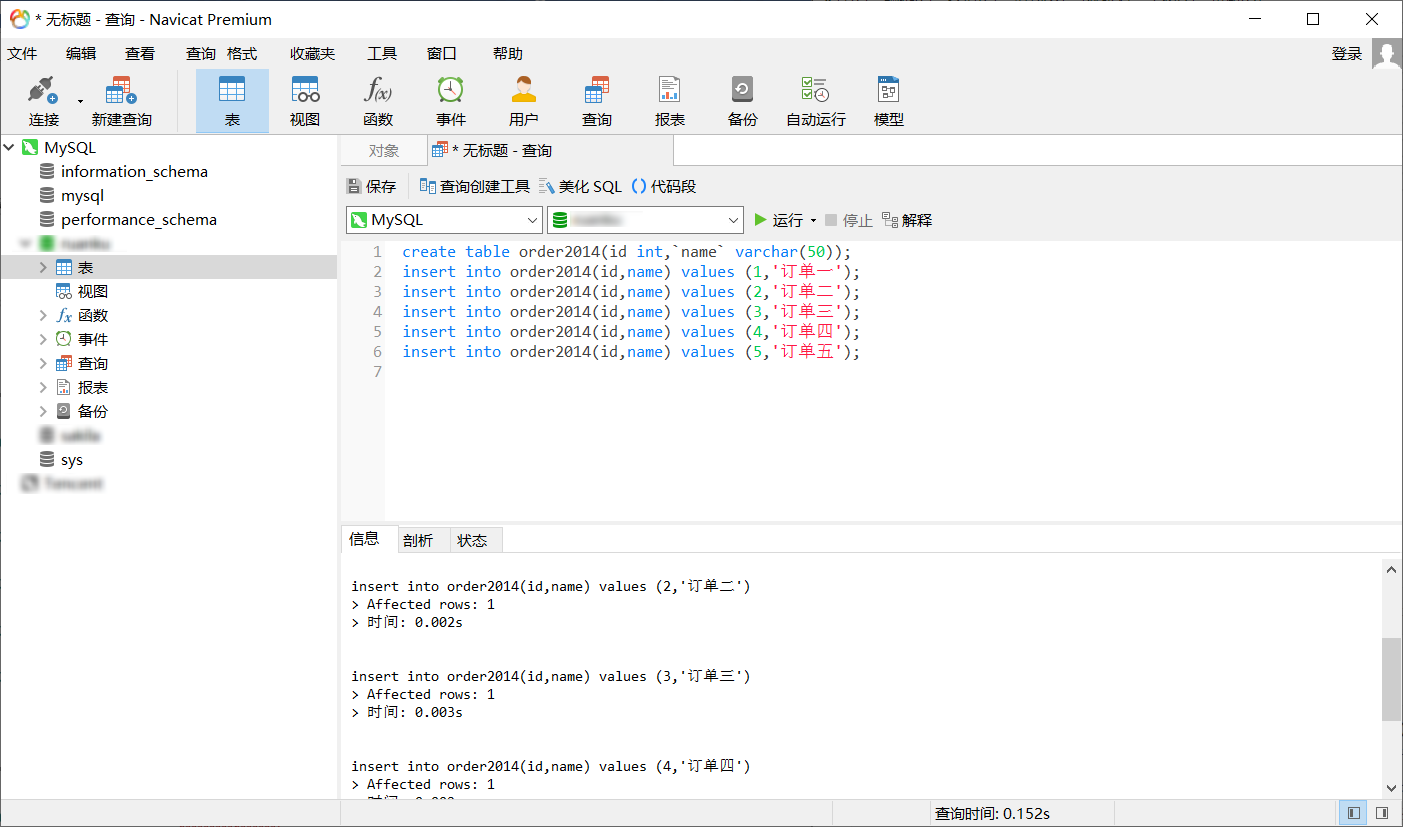 * 无标题 - 查询 - Navicat Premium
文件 编辑 查看 查询 格式 收藏夹 工具 窗口 帮助 登录
连接 新建查询 表 视图 函数 事件 用户 查询 报表 备份 自动运行 模型
MySQL
information_schema
mysql
performance_schema
表
视图
函数
事件
查询
报表
备份
sys
对象 * 无标题 - 查询
保存 查询创建工具 美化 SQL () 代码段
MySQL 运行 停止 解释
1 create table order2014(id int,`name` varchar(50));
2 insert into order2014(id,name) values (1,'订单一');
3 insert into order2014(id,name) values (2,'订单二');
4 insert into order2014(id,name) values (3,'订单三');
5 insert into order2014(id,name) values (4,'订单四');
6 insert into order2014(id,name) values (5,'订单五');
7
信息 剖析 状态
insert into order2014(id,name) values (2,'订单二')
> Affected rows: 1
> 时间: 0.002s
insert into order2014(id,name) values (3,'订单三')
> Affected rows: 1
> 时间: 0.003s
insert into order2014(id,name) values (4,'订单四')
> Affected rows: 1
查询时间: 0.152s